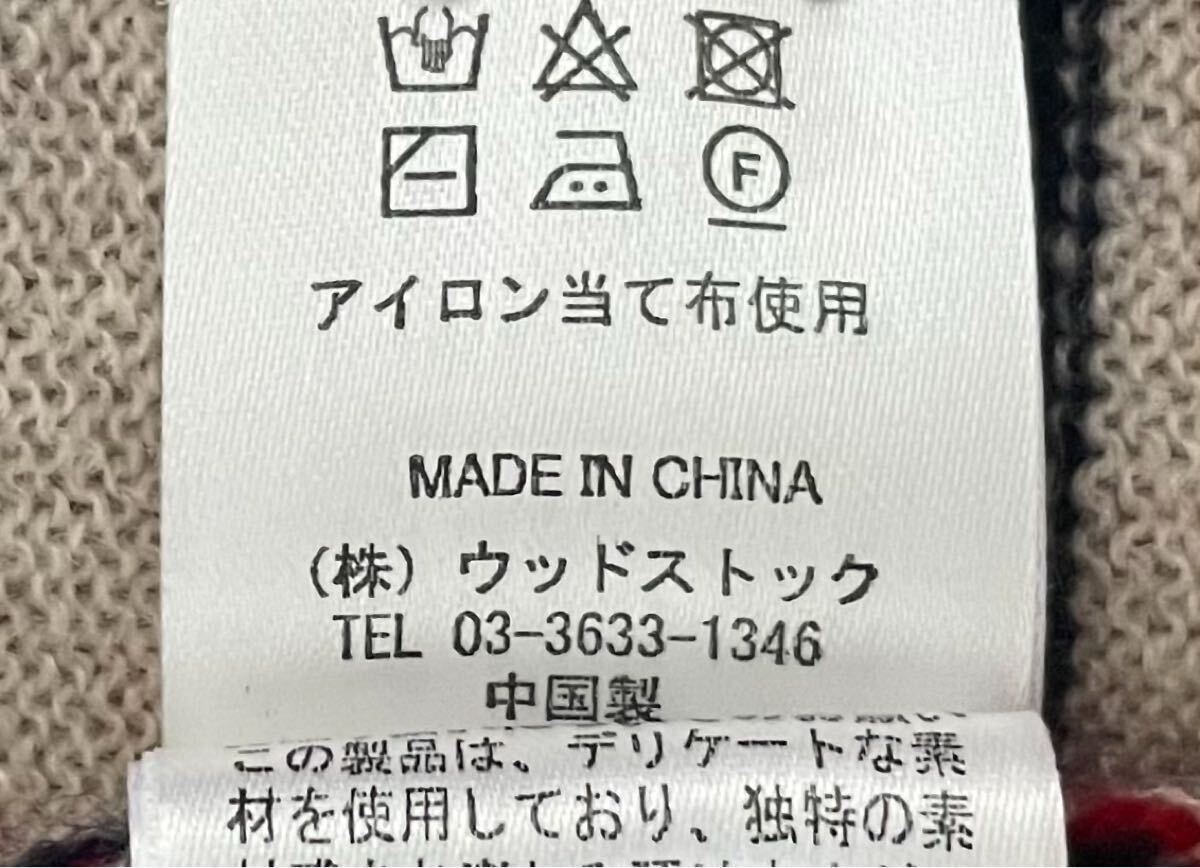 F
アイロン当て布使用
MADE IN CHINA
(株) ウッドストック
TEL 03-3633-1346
中国製
この製品は、デリケートな素
材を使用しており、独特の素